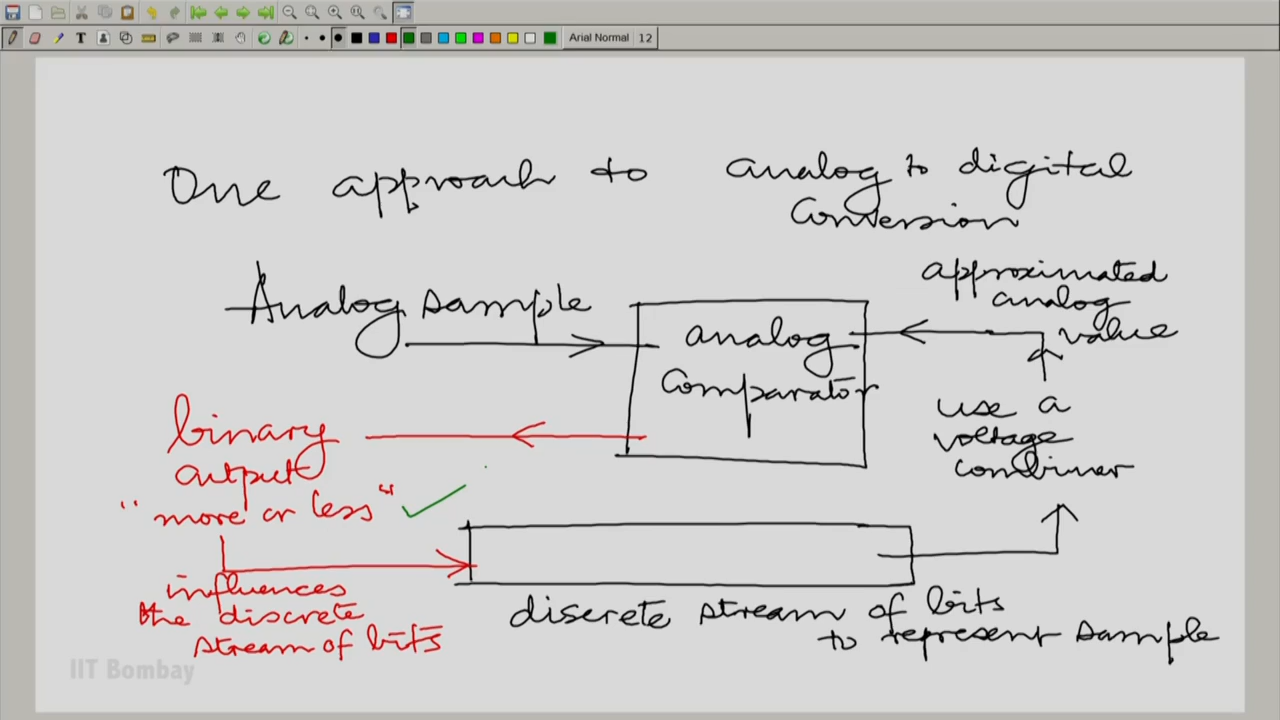 Arial Normal 12
One approach to analog to digital
Conversion
Analog sample
analog
Comparator
approximated
analog
value
use a
voltage
combiner
binary
output
"more or less"
influences
the discrete
stream of bits
discrete stream of bits
to represent sample
IIT Bombay